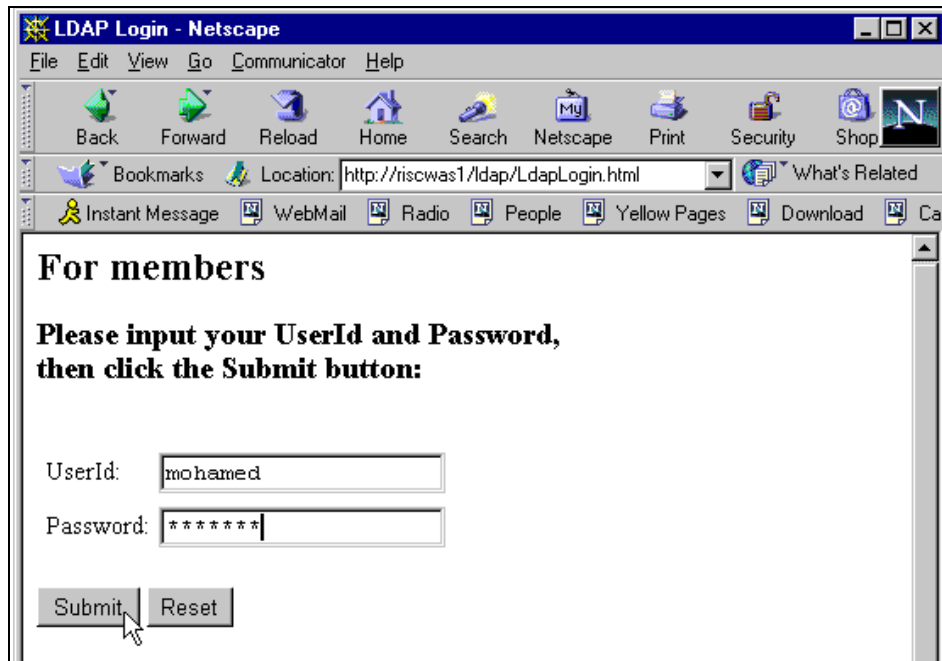 LDAP Login - Netscape
File Edit View Go Communicator Help
My N
Back Forward Reload Home Search Netscape Print Security Shop
Bookmarks Location: http://riscwas1/ldap/LdapLogin.html What's Related
Instant Message WebMail Radio People Yellow Pages Download Ca
For members
Please input your UserId and Password,
then click the Submit button:
UserId: mohamed
Password: *******
Submit Reset